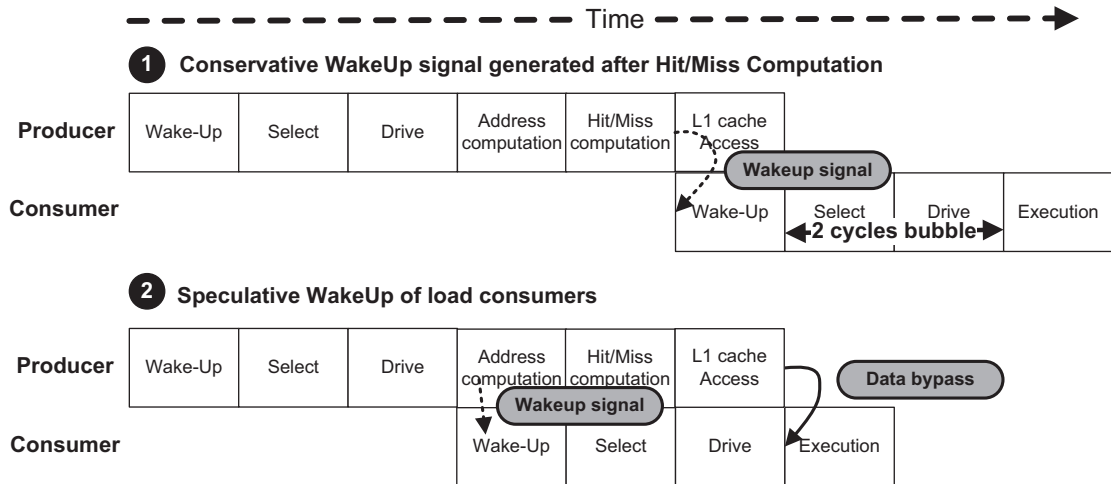 Time
1 Conservative WakeUp signal generated after Hit/Miss Computation
Producer
Wake-Up
Select
Drive
Address
computation
Hit/Miss
computation
L1 cache
Access
Wakeup signal
Consumer
Wake-Up
Select
Drive
Execution
2 cycles bubble
2 Speculative WakeUp of load consumers
Producer
Wake-Up
Select
Drive
Address
computation
Hit/Miss
computation
L1 cache
Access
Data bypass
Wakeup signal
Consumer
Wake-Up
Select
Drive
Execution